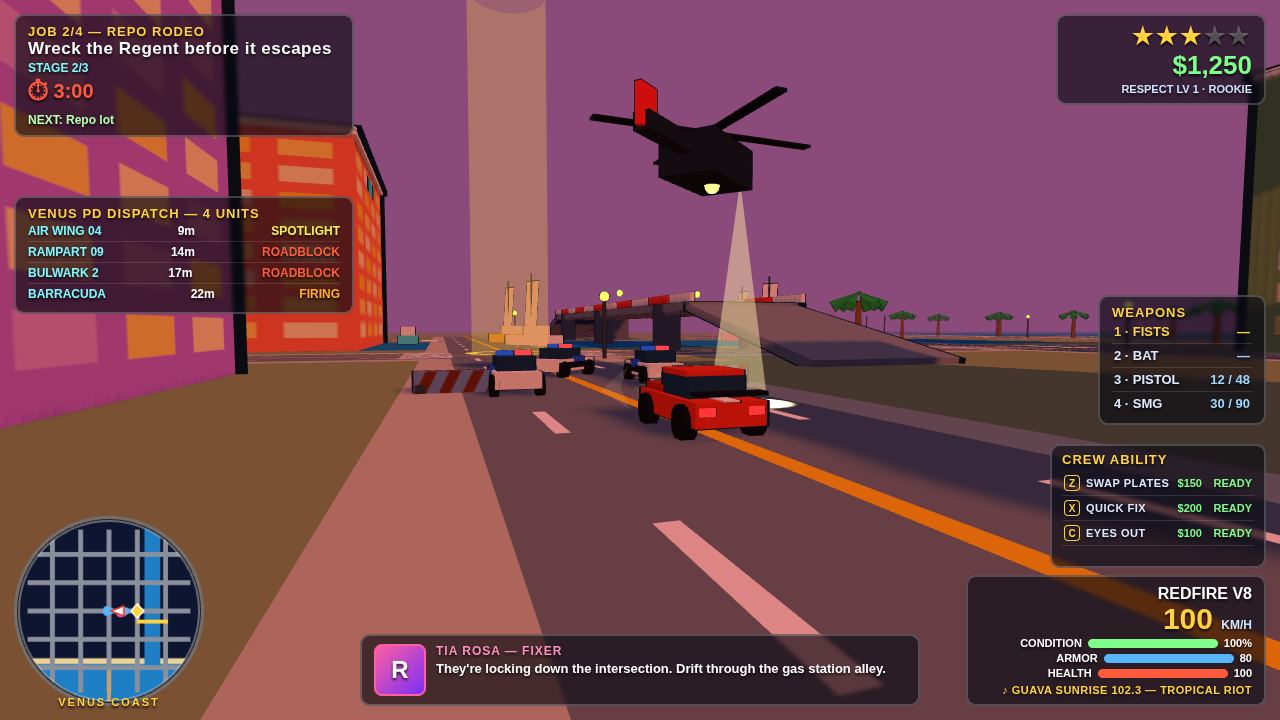 JOB 2/4 — REPO RODEO
Wreck the Regent before it escapes
STAGE 2/3
⏱ 3:00
NEXT: Repo lot
★★★★★
$1,250
RESPECT LV 1 · ROOKIE
VENUS PD DISPATCH — 4 UNITS
AIR WING 04 9m SPOTLIGHT
RAMPART 09 14m ROADBLOCK
BULWARK 2 17m ROADBLOCK
BARRACUDA 22m FIRING
WEAPONS
1 · FISTS —
2 · BAT —
3 · PISTOL 12 / 48
4 · SMG 30 / 90
CREW ABILITY
Z SWAP PLATES $150 READY
X QUICK FIX $200 READY
C EYES OUT $100 READY
REDFIRE V8
100 KM/H
CONDITION 100%
ARMOR 80
HEALTH 100
♪ GUAVA SUNRISE 102.3 — TROPICAL RIOT
R
TIA ROSA — FIXER
They're locking down the intersection. Drift through the gas station alley.
VENUS COAST